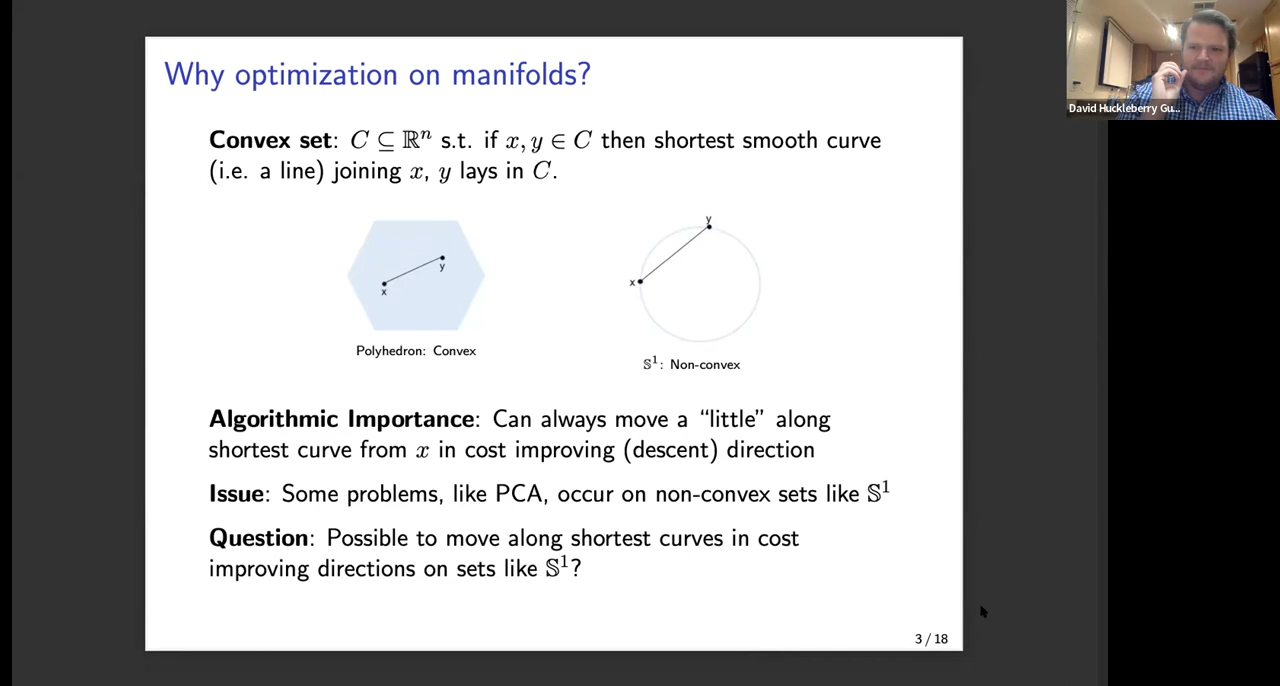 Why optimization on manifolds?
Convex set: C ⊆ ℝⁿ s.t. if x, y ∈ C then shortest smooth curve
(i.e. a line) joining x, y lays in C.
x
y
x
y
Polyhedron: Convex
𝕊¹: Non-convex
Algorithmic Importance: Can always move a “little” along
shortest curve from x in cost improving (descent) direction
Issue: Some problems, like PCA, occur on non-convex sets like 𝕊¹
Question: Possible to move along shortest curves in cost
improving directions on sets like 𝕊¹?
3 / 18
David Huckleberry Gu...